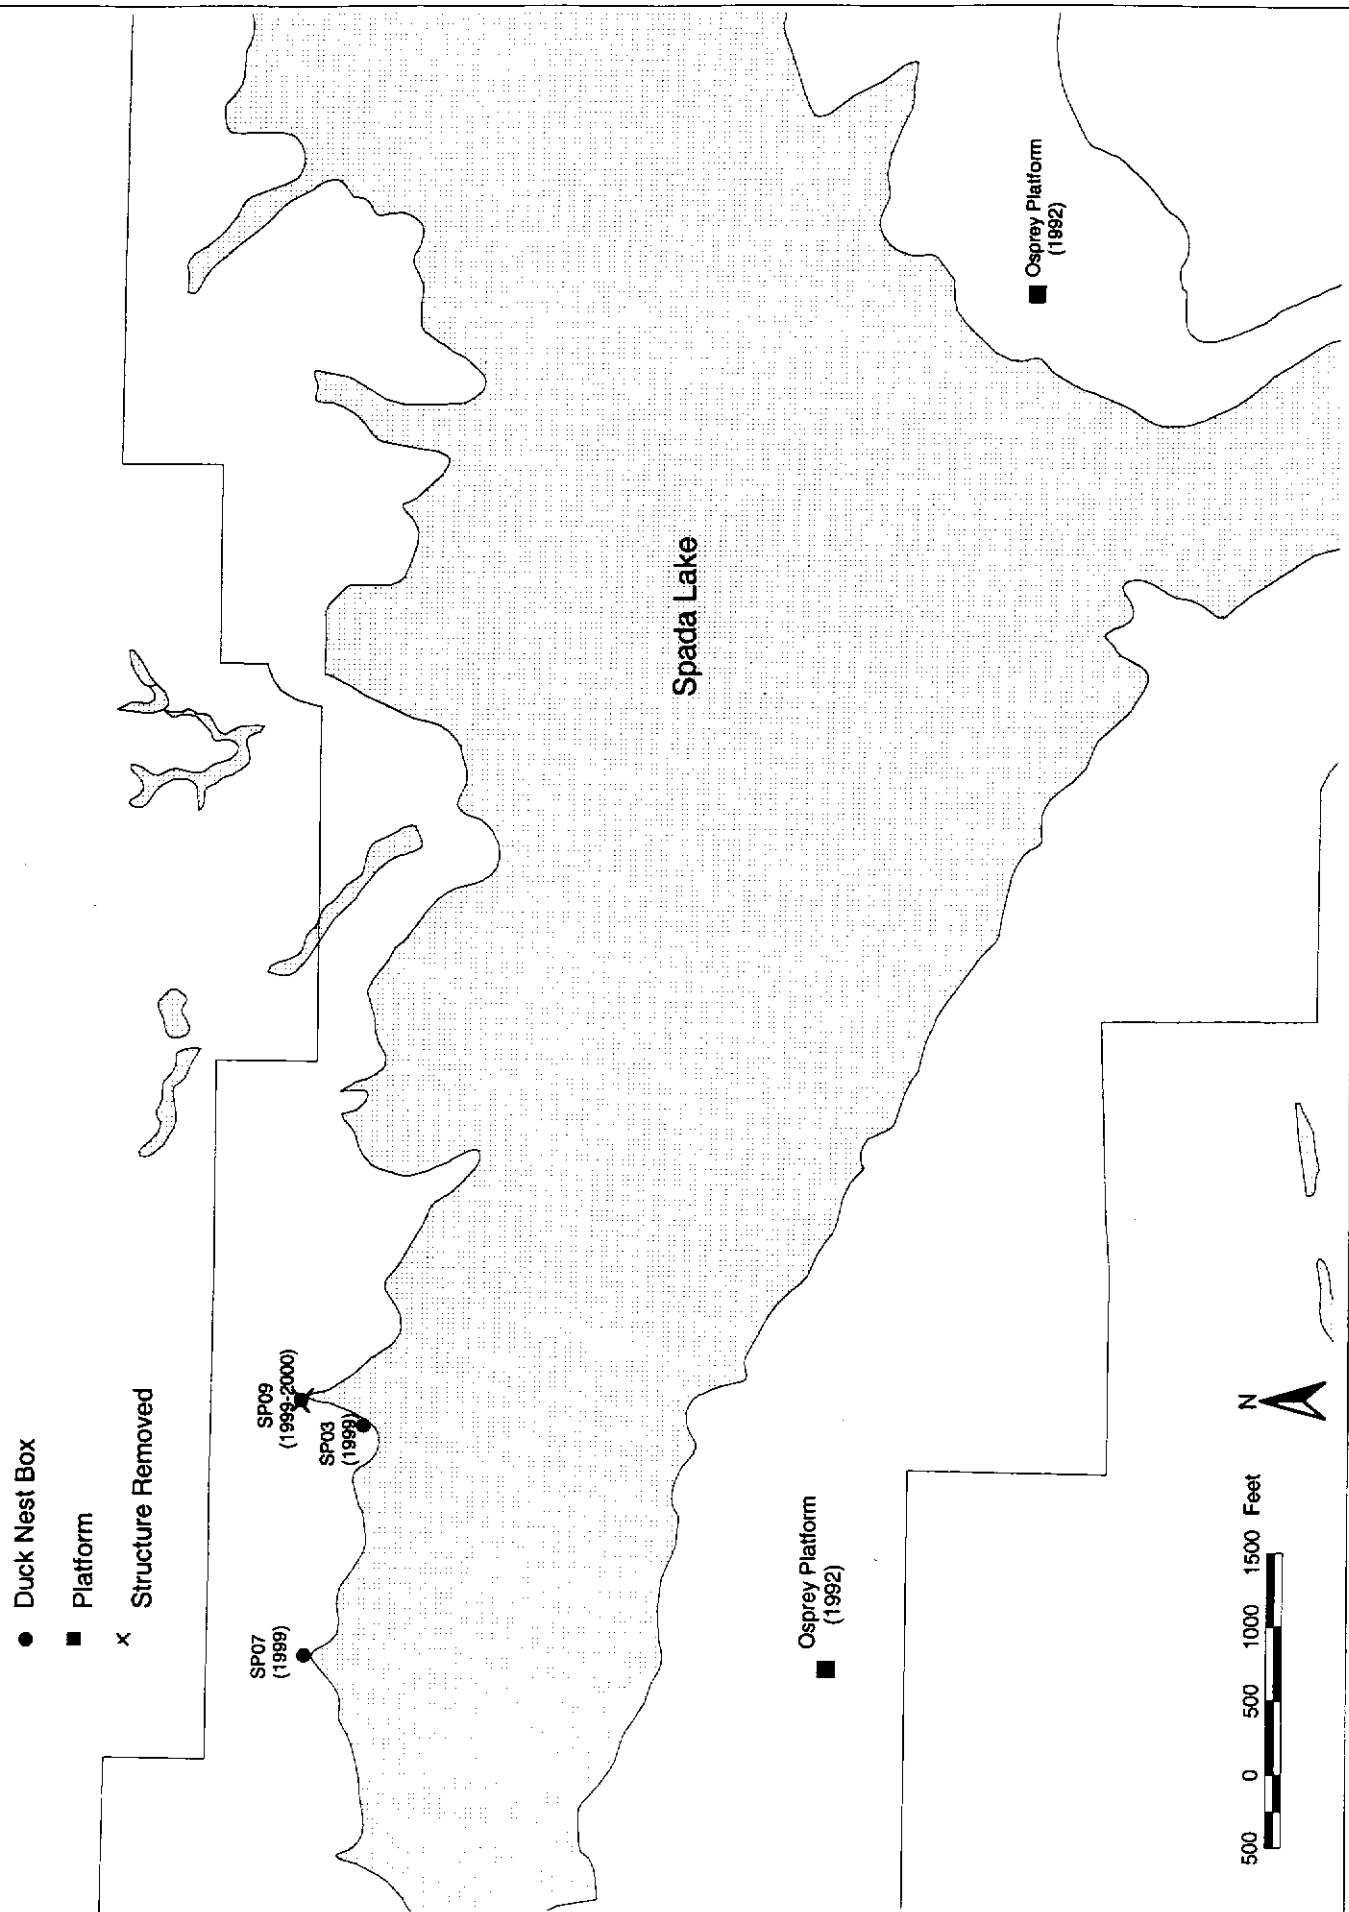 Duck Nest Box
Platform
Structure Removed
SP07
(1999)
SP09
(1999-2000)
SP03
(1999)
Spada Lake
Osprey Platform
(1992)
Osprey Platform
(1992)
500 0 500 1000 1500 Feet
N